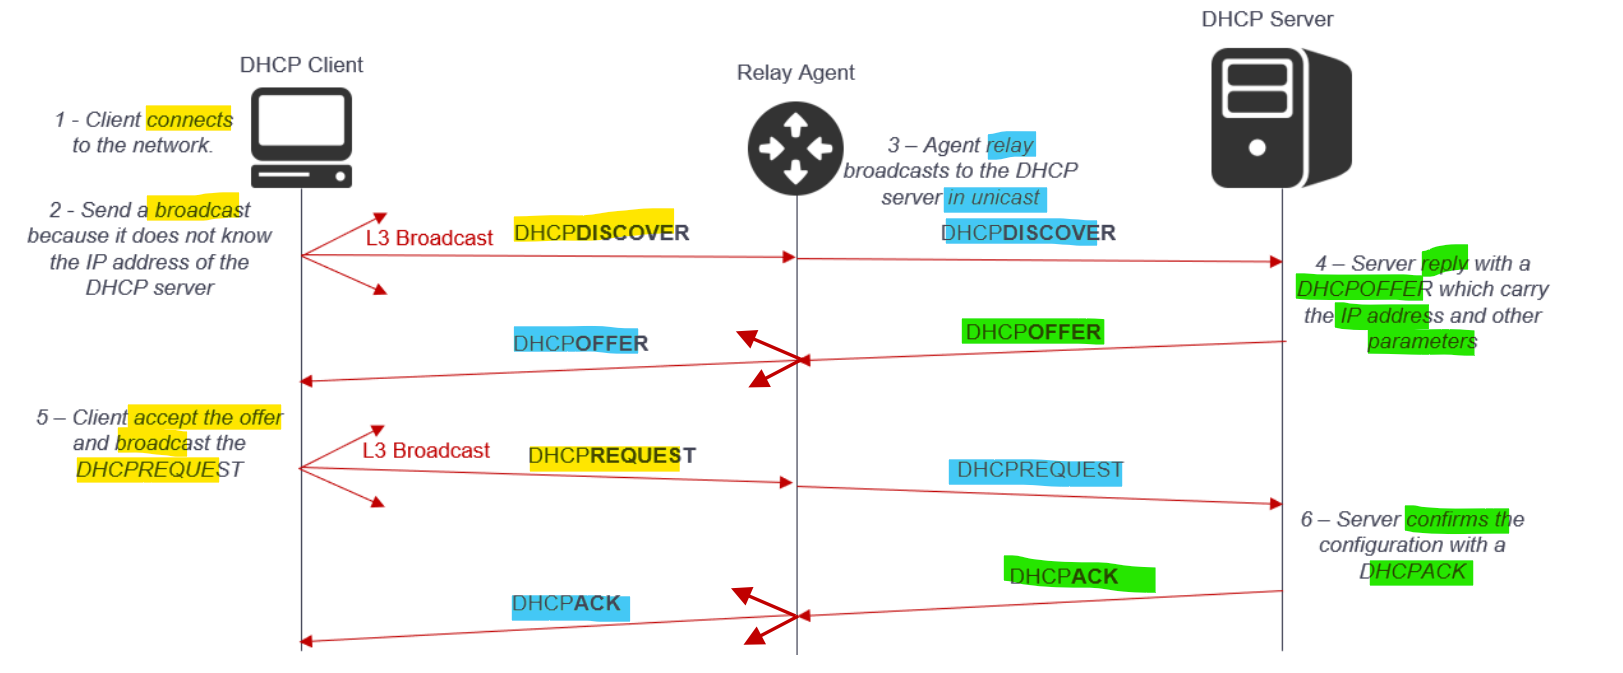 DHCP Server
DHCP Client
Relay Agent
1 - Client connects
to the network.
3 – Agent relay
broadcasts to the DHCP
server in unicast
2 - Send a broadcast
because it does not know
the IP address of the
DHCP server
L3 Broadcast
DHCPDISCOVER
DHCPDISCOVER
4 – Server reply with a
DHCPOFFER which carry
the IP address and other
parameters
DHCPOFFER
DHCPOFFER
5 – Client accept the offer
and broadcast the
DHCPREQUEST
L3 Broadcast
DHCPREQUEST
DHCPREQUEST
6 – Server confirms the
configuration with a
DHCPACK
DHCPACK
DHCPACK